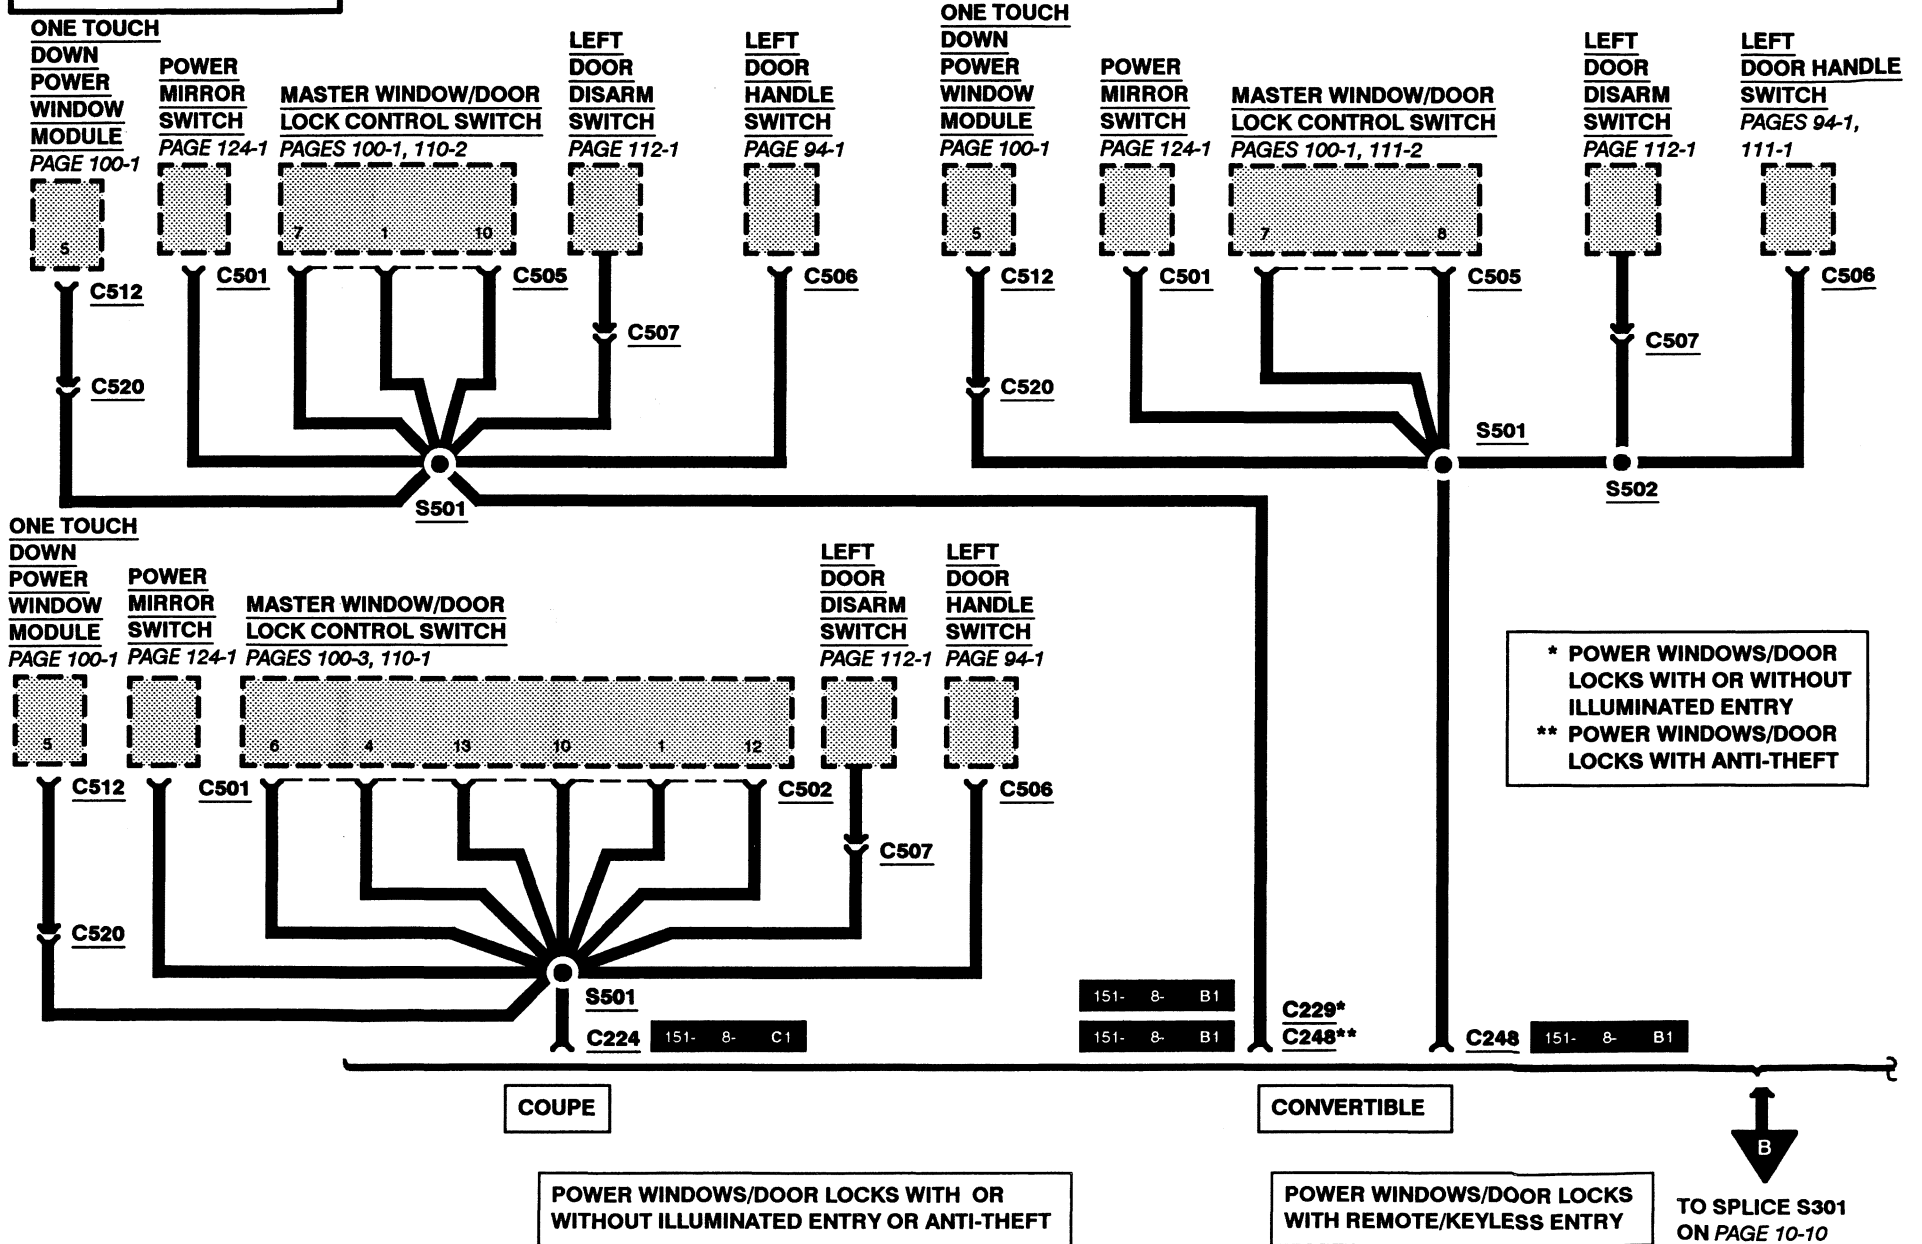 ONE TOUCH
DOWN
POWER
WINDOW
MODULE
PAGE 100-1
POWER
MIRROR
SWITCH
PAGE 124-1
MASTER WINDOW/DOOR
LOCK CONTROL SWITCH
PAGES 100-1, 110-2
LEFT
DOOR
DISARM
SWITCH
PAGE 112-1
LEFT
DOOR
HANDLE
SWITCH
PAGE 94-1
5
7
1
10
C512
C501
C505
C506
C507
C520
S501
ONE TOUCH
DOWN
POWER
WINDOW
MODULE
PAGE 100-1
POWER
MIRROR
SWITCH
PAGE 124-1
MASTER WINDOW/DOOR
LOCK CONTROL SWITCH
PAGES 100-1, 111-2
LEFT
DOOR
DISARM
SWITCH
PAGE 112-1
LEFT
DOOR HANDLE
SWITCH
PAGES 94-1,
111-1
5
7
8
C512
C501
C505
C506
C507
C520
S501
S502
ONE TOUCH
DOWN
POWER
WINDOW
MODULE
PAGE 100-1
POWER
MIRROR
SWITCH
PAGE 124-1
MASTER WINDOW/DOOR
LOCK CONTROL SWITCH
PAGES 100-3, 110-1
LEFT
DOOR
DISARM
SWITCH
PAGE 112-1
LEFT
DOOR
HANDLE
SWITCH
PAGE 94-1
5
6
4
13
10
1
12
C512
C501
C502
C506
C507
C520
S501
C224
151- 8- C1
* POWER WINDOWS/DOOR
LOCKS WITH OR WITHOUT
ILLUMINATED ENTRY
** POWER WINDOWS/DOOR
LOCKS WITH ANTI-THEFT
151- 8- B1
C229*
151- 8- B1
C248**
C248
151- 8- B1
COUPE
CONVERTIBLE
B
POWER WINDOWS/DOOR LOCKS WITH OR
WITHOUT ILLUMINATED ENTRY OR ANTI-THEFT
POWER WINDOWS/DOOR LOCKS
WITH REMOTE/KEYLESS ENTRY
TO SPLICE S301
ON PAGE 10-10